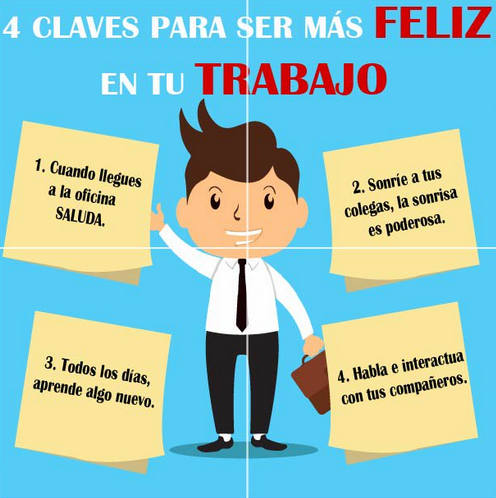 4 CLAVES PARA SER MÁS FELIZ
EN TU TRABAJO
1. Cuando llegues
a la oficina
SALUDA.
2. Sonríe a tus
colegas, la sonrisa
es poderosa.
3. Todos los días,
aprende algo nuevo.
4. Habla e interactua
con tus compañeros.